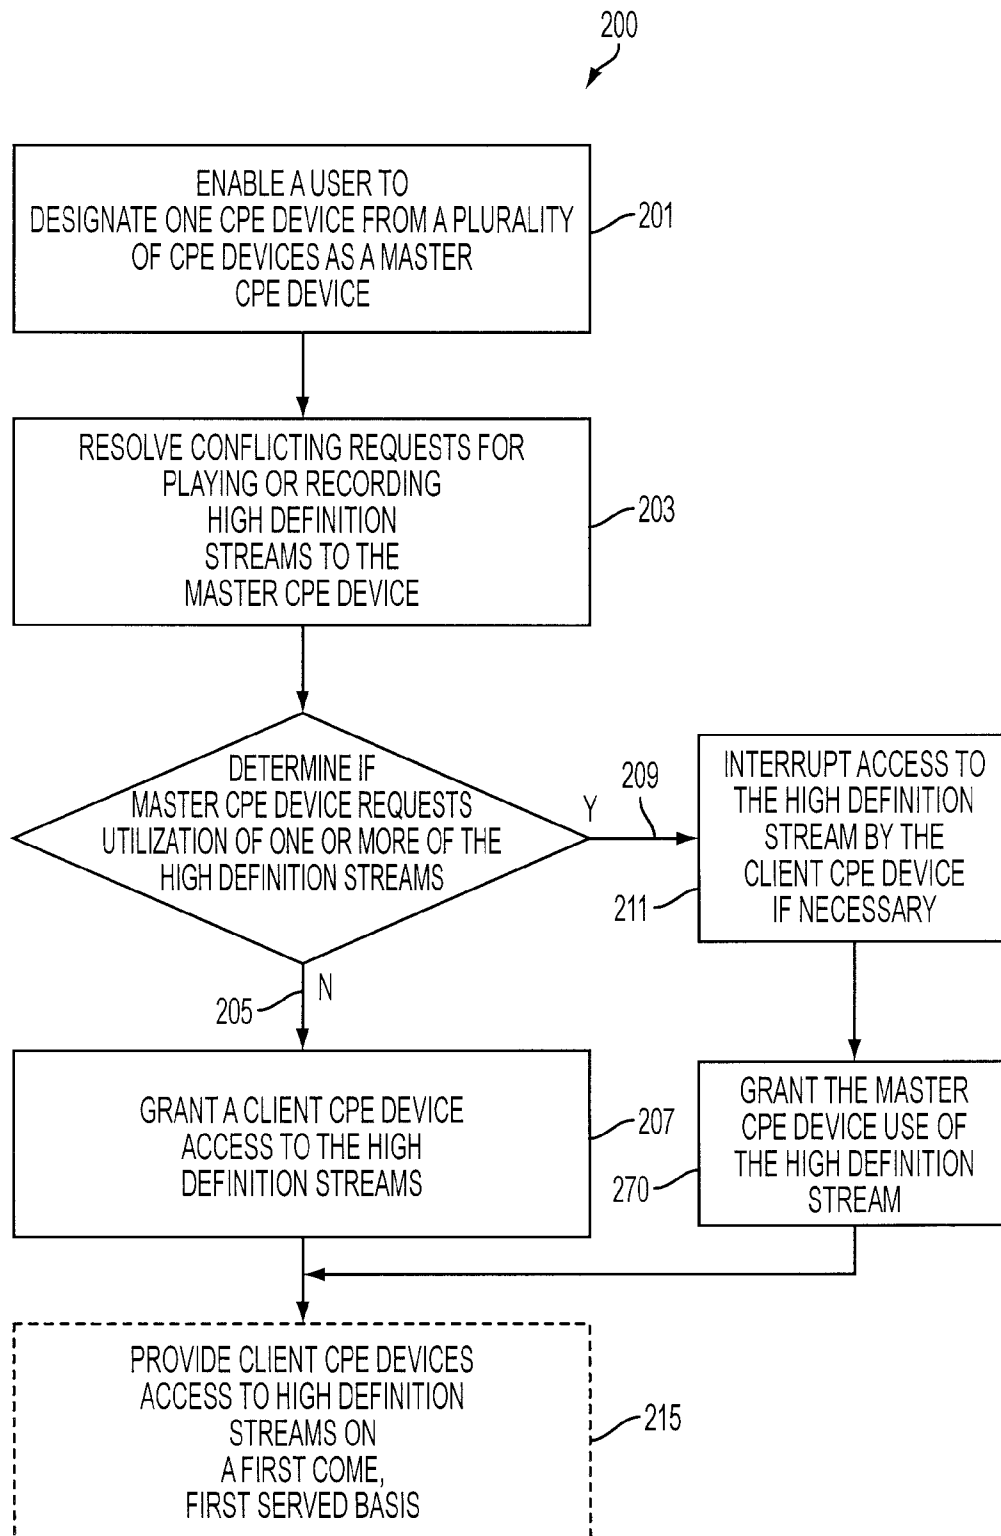 200
ENABLE A USER TO
DESIGNATE ONE CPE DEVICE FROM A PLURALITY
OF CPE DEVICES AS A MASTER
CPE DEVICE
201
RESOLVE CONFLICTING REQUESTS FOR
PLAYING OR RECORDING
HIGH DEFINITION
STREAMS TO THE
MASTER CPE DEVICE
203
DETERMINE IF
MASTER CPE DEVICE REQUESTS
UTILIZATION OF ONE OR MORE OF THE
HIGH DEFINITION STREAMS
Y
209
INTERRUPT ACCESS TO
THE HIGH DEFINITION
STREAM BY THE
CLIENT CPE DEVICE
IF NECESSARY
211
205
N
GRANT A CLIENT CPE DEVICE
ACCESS TO THE HIGH
DEFINITION STREAMS
207
GRANT THE MASTER
CPE DEVICE USE OF
THE HIGH DEFINITION
STREAM
270
PROVIDE CLIENT CPE DEVICES
ACCESS TO HIGH DEFINITION
STREAMS ON
A FIRST COME,
FIRST SERVED BASIS
215